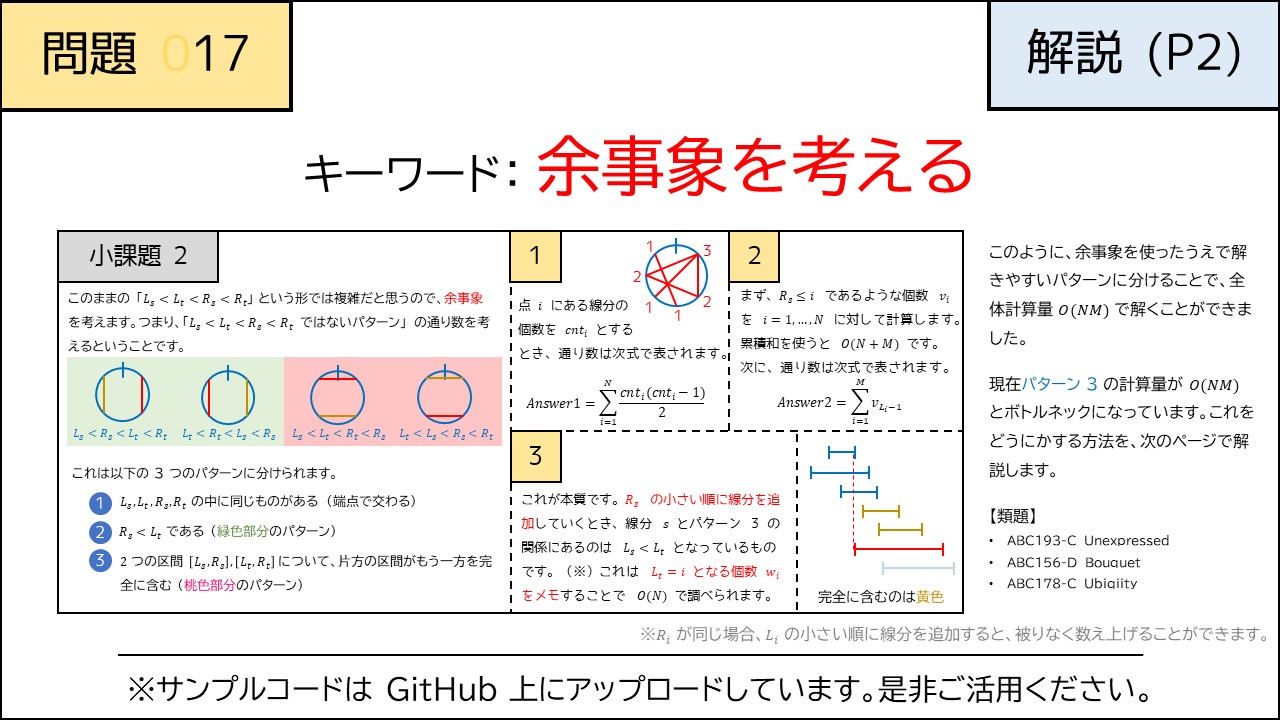 問題 017
解説 (P2)
キーワード: 余事象を考える
小課題 2
このままの「L_s < L_t < R_s < R_t」という形では複雑だと思うので、余事象
を考えます。つまり、「L_s < L_t < R_s < R_t ではないパターン」 の通り数を考
えるということです。
L_s < R_s < L_t < R_t
L_t < R_t < L_s < R_s
L_s < L_t < R_t < R_s
L_t < L_s < R_s < R_t
これは以下の 3 つのパターンに分けられます。
1 L_s, L_t, R_s, R_t の中に同じものがある（端点で交わる）
2 R_s < L_t である（緑色部分のパターン）
3 2 つの区間 [L_s, R_s], [L_t, R_t] について、片方の区間がもう一方を完
全に含む（桃色部分のパターン）
1
1
3
2
2
1
1
点 i にある線分の
個数を cnt_i とする
とき、通り数は次式で表されます。
Answer1 = \sum_{i=1}^{N} \frac{cnt_i(cnt_i − 1)}{2}
2
まず、R_s ≤ i であるような個数 v_i
を i = 1, … , N に対して計算します。
累積和を使うと O(N + M) です。
次に、通り数は次式で表されます。
Answer2 = \sum_{i=1}^{M} v_{L_i−1}
3
これが本質です。R_s の小さい順に線分を追
加していくとき、線分 s とパターン 3 の
関係にあるのは L_s < L_t となっているもの
です。（※）これは L_t = i となる個数 w_i
をメモすることで O(N) で調べられます。
完全に含むのは黄色
このように、余事象を使ったうえで解
きやすいパターンに分けることで、全
体計算量 O(NM) で解くことができま
した。
現在パターン 3 の計算量が O(NM)
とボトルネックになっています。これを
どうにかする方法を、次のページで解
説します。
【類題】
• ABC193-C Unexpressed
• ABC156-D Bouquet
• ABC178-C Ubiqiity
※R_i が同じ場合、L_i の小さい順に線分を追加すると、被りなく数え上げることができます。
※サンプルコードは GitHub 上にアップロードしています。是非ご活用ください。